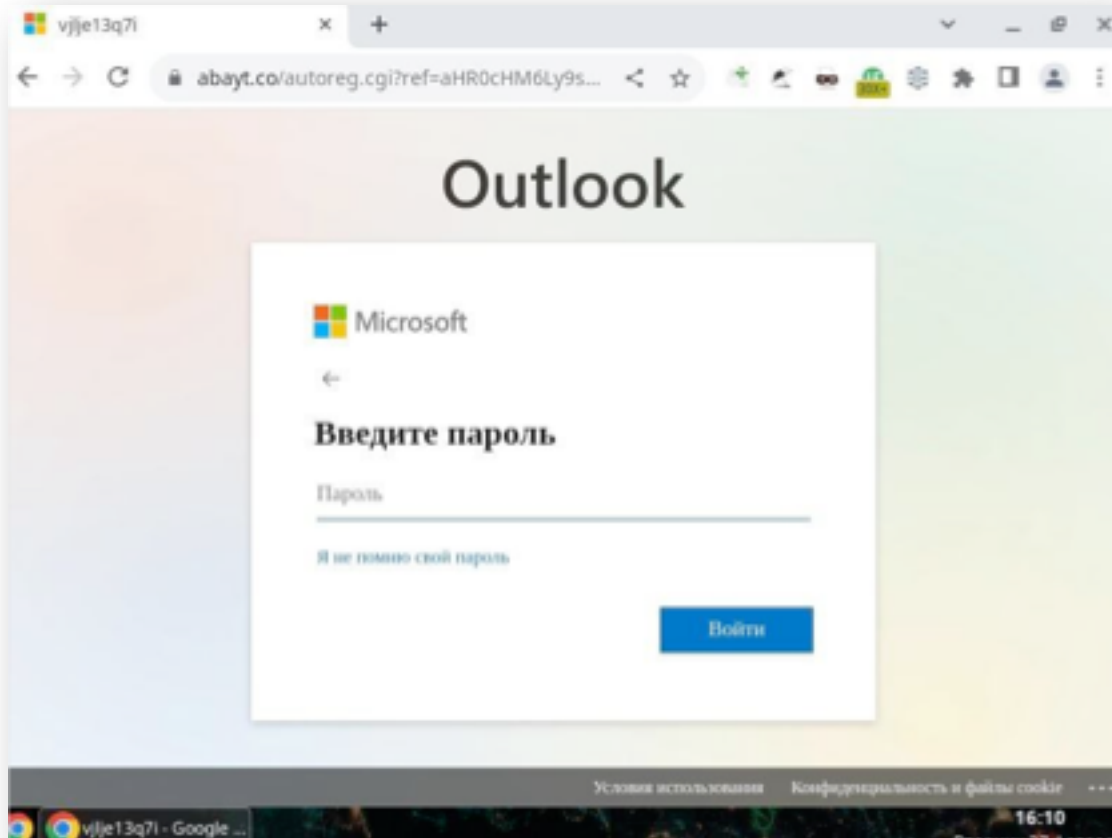 vjlje13q7i
abayt.co/autoreg.cgi?ref=aHR0cHM6Ly9s...
Outlook
Microsoft
Введите пароль
Пароль
Я не помню свой пароль
Войти
Условия использования Конфиденциальность и файлы cookie
vjlje13q7i - Google ...
16:10